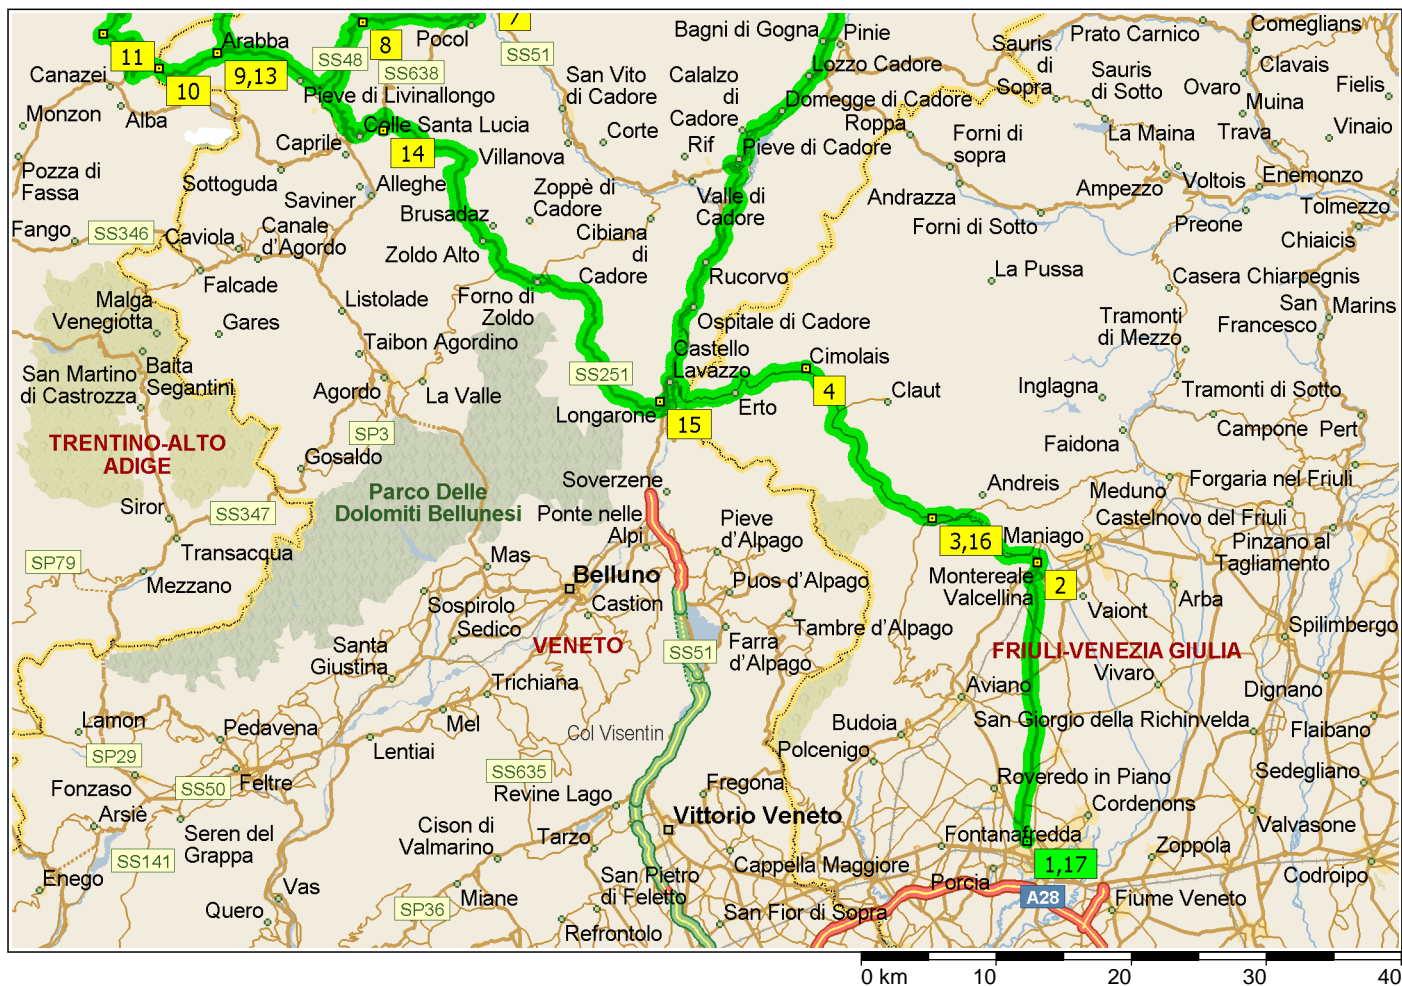 7
Comeglians
Bagni di Gogna
Pinie
Prato Carnico
11
Arabba
8
Pocol
SS48
SS51
Sauris
di
Sopra
Canazei
9,13
SS638
San Vito
di Cadore
Calalzo
di
Cadore
Lozzo Cadore
Clavais
Sauris
di Sotto
Ovaro
Fielis
10
Pieve di Livinallongo
Domegge di Cadore
Muina
Monzon
Alba
Colle Santa Lucia
Corte
Roppa
Forni di
sopra
La Maina
Trava
Vinaio
Caprile
14
Villanova
Rif
Pieve di Cadore
Pozza di
Fassa
Sottoguda
Alleghe
Zoppè di
Cadore
Valle di
Cadore
Andrazza
Ampezzo
Voltois
Enemonzo
Saviner
Brusadaz
Tolmezzo
Fango
SS346
Caviola
Canale
d'Agordo
Zoldo Alto
Cibiana
di
Cadore
Forni di Sotto
Preone
Chiaicis
Falcade
Rucorvo
La Pussa
Casera Chiarpegnis
Malga
Venegiotta
Listolade
Forno di
Zoldo
San
Francesco
Marins
Gares
Ospitale di Cadore
Tramonti
di Mezzo
Taibon Agordino
Castello
Lavazzo
Cimolais
Baita
Segantini
San Martino
di Castrozza
SS251
Agordo
La Valle
4
Claut
Inglagna
Tramonti di Sotto
Longarone
Erto
15
TRENTINO-ALTO
ADIGE
SP3
Faidona
Campone
Pert
Gosaldo
Soverzene
Andreis
Forgaria nel Friuli
Siror
SS347
Parco Delle
Dolomiti Bellunesi
Ponte nelle
Alpi
Pieve
d'Alpago
Meduno
Castelnovo del Friuli
3,16
Maniago
Pinzano al
Tagliamento
SP79
Transacqua
Mas
Mezzano
Belluno
Puos d'Alpago
Montereale
Valcellina
2
Vaiont
Arba
Sospirolo
Castion
Sedico
Tambre d'Alpago
Spilimbergo
Santa
Giustina
VENETO
SS51
Farra
d'Alpago
FRIULI-VENEZIA GIULIA
Trichiana
Aviano
Vivaro
Dignano
Lamon
Pedavena
Mel
Budoia
San Giorgio della Richinvelda
Flaibano
Lentiai
Col Visentin
Polcenigo
SP29
SS635
Fonzaso
SS50
Feltre
Revine Lago
Fregona
Roveredo in Piano
Sedegliano
Arsiè
Cordenons
Seren del
Grappa
Cison di
Valmarino
Vittorio Veneto
Fontanafredda
Valvasone
Tarzo
SS141
Cappella Maggiore
1,17
Zoppola
Enego
Vas
Miane
San Pietro
di Feletto
Porcia
Codroipo
Quero
SP36
San Fior di Sopra
A28
Fiume Veneto
Refrontolo
0 km
10
20
30
40